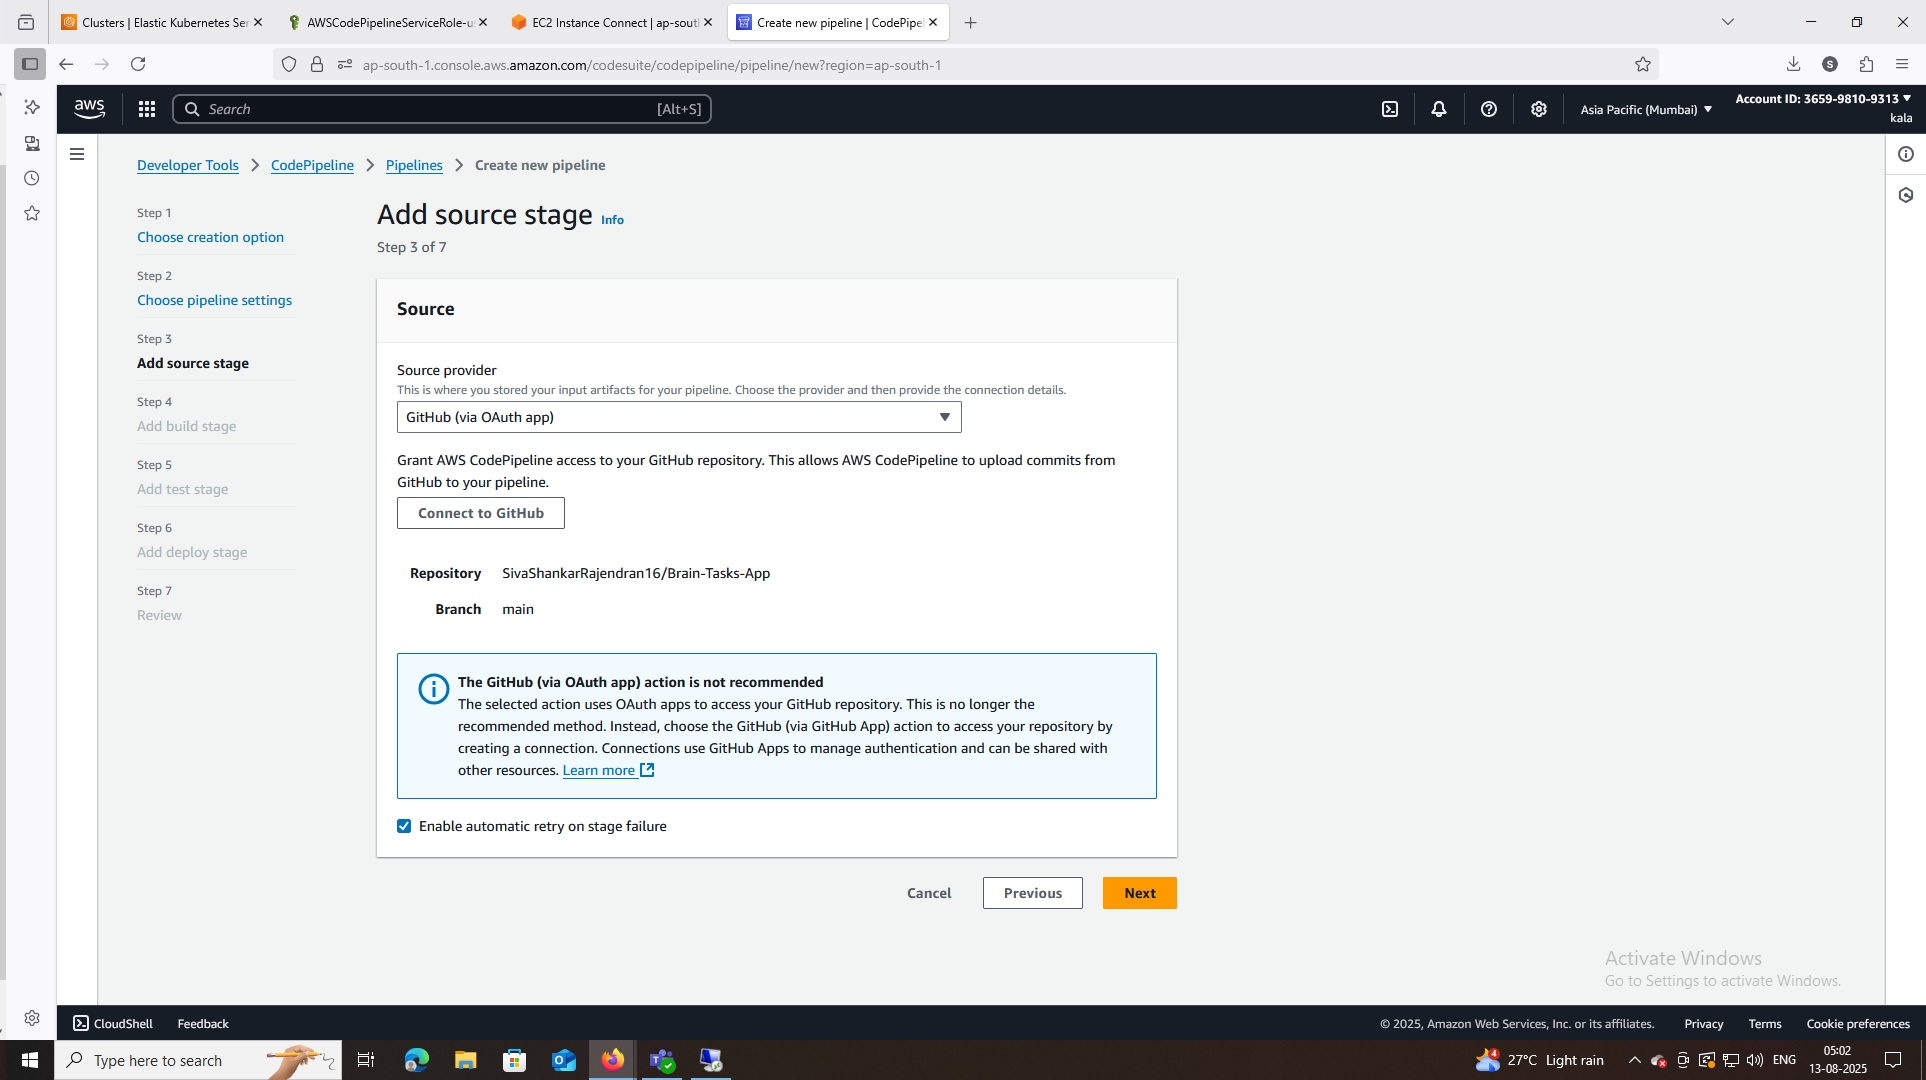 Clusters | Elastic Kubernetes Ser
AWSCodePipelineServiceRole-u
EC2 Instance Connect | ap-sout
Create new pipeline | CodePipel
ap-south-1.console.aws.amazon.com/codesuite/codepipeline/pipeline/new?region=ap-south-1
S
aws
Search
[Alt+S]
Asia Pacific (Mumbai)
Account ID: 3659-9810-9313
kala
Developer Tools
CodePipeline
Pipelines
Create new pipeline
Step 1
Choose creation option
Step 2
Choose pipeline settings
Step 3
Add source stage
Step 4
Add build stage
Step 5
Add test stage
Step 6
Add deploy stage
Step 7
Review
Add source stage Info
Step 3 of 7
Source
Source provider
This is where you stored your input artifacts for your pipeline. Choose the provider and then provide the connection details.
GitHub (via OAuth app)
Grant AWS CodePipeline access to your GitHub repository. This allows AWS CodePipeline to upload commits from
GitHub to your pipeline.
Connect to GitHub
Repository SivaShankarRajendran16/Brain-Tasks-App
Branch main
The GitHub (via OAuth app) action is not recommended
The selected action uses OAuth apps to access your GitHub repository. This is no longer the
recommended method. Instead, choose the GitHub (via GitHub App) action to access your repository by
creating a connection. Connections use GitHub Apps to manage authentication and can be shared with
other resources. Learn more
Enable automatic retry on stage failure
Cancel
Previous
Next
Activate Windows
Go to Settings to activate Windows.
CloudShell
Feedback
© 2025, Amazon Web Services, Inc. or its affiliates.
Privacy
Terms
Cookie preferences
Type here to search
4
27°C Light rain
ENG
05:02
13-08-2025